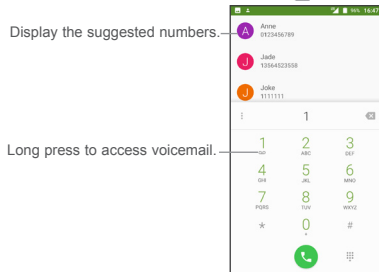 96% 16:47
Display the suggested numbers.
A Anne
0123456789
J Jade
13564523558
J Joke
1111111
1
Long press to access voicemail.
1 2 ABC 3 DEF
4 GHI 5 JKL 6 MNO
7 PQRS 8 TUV 9 WXYZ
* 0 + #